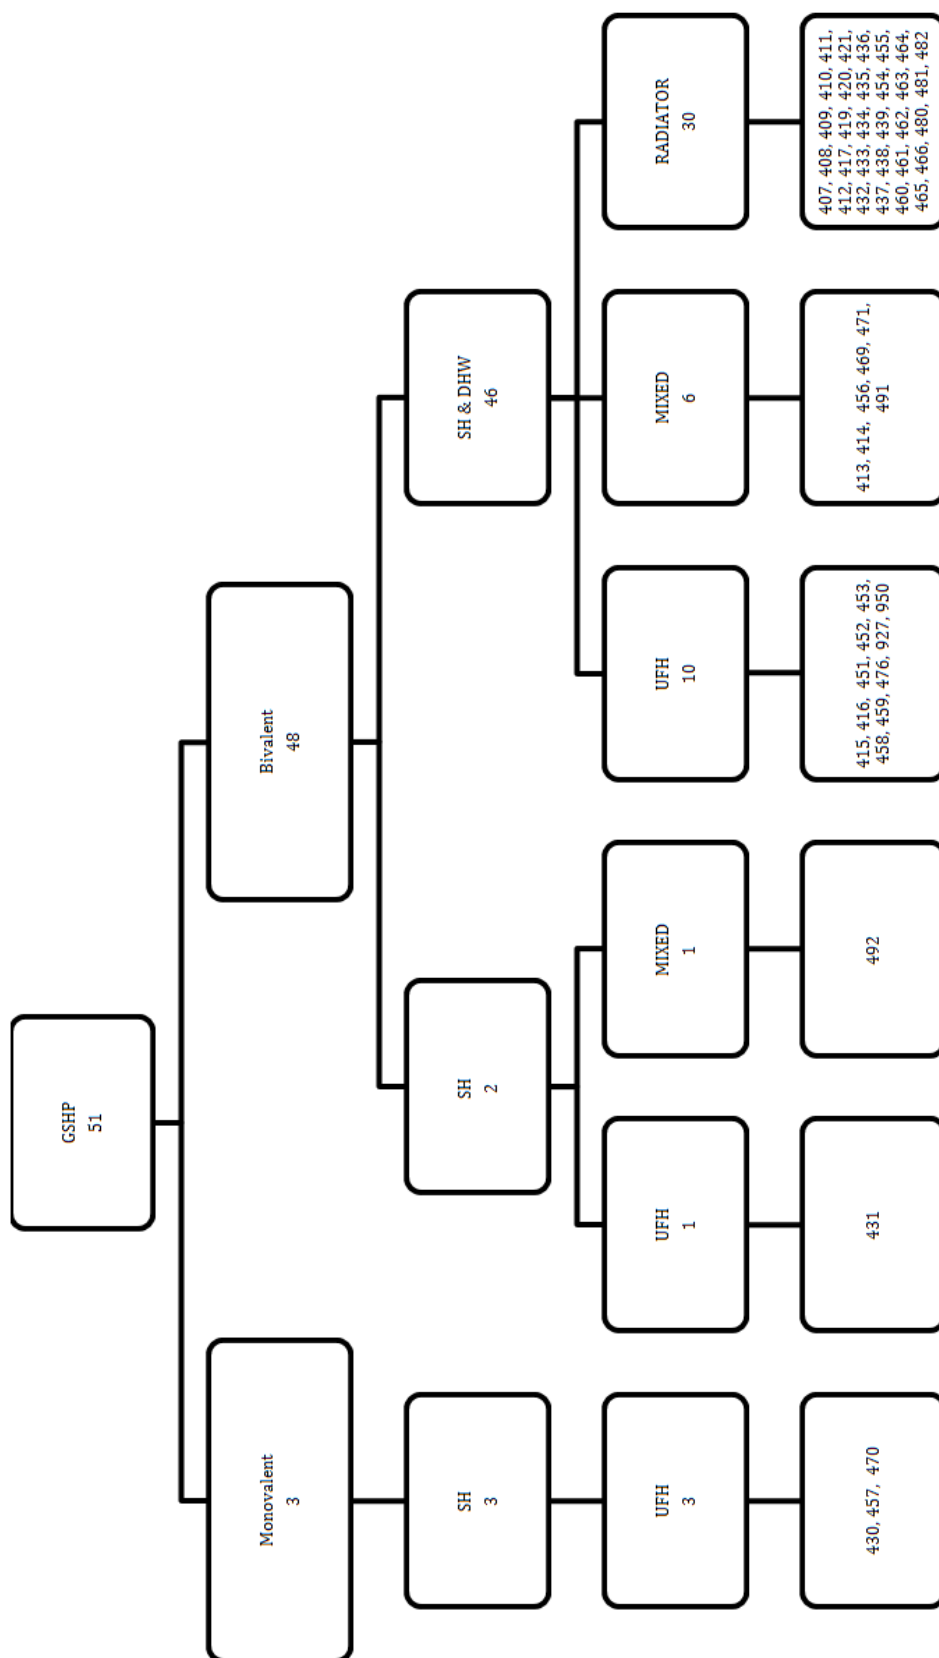 GSHP
51
Monovalent
3
Bivalent
48
SH
3
SH
2
SH & DHW
46
UFH
3
UFH
1
MIXED
1
UFH
10
MIXED
6
RADIATOR
30
430, 457, 470
431
492
415, 416, 451, 452, 453,
458, 459, 476, 927, 950
413, 414, 456, 469, 471,
491
407, 408, 409, 410, 411,
412, 417, 419, 420, 421,
432, 433, 434, 435, 436,
437, 438, 439, 454, 455,
460, 461, 462, 463, 464,
465, 466, 480, 481, 482